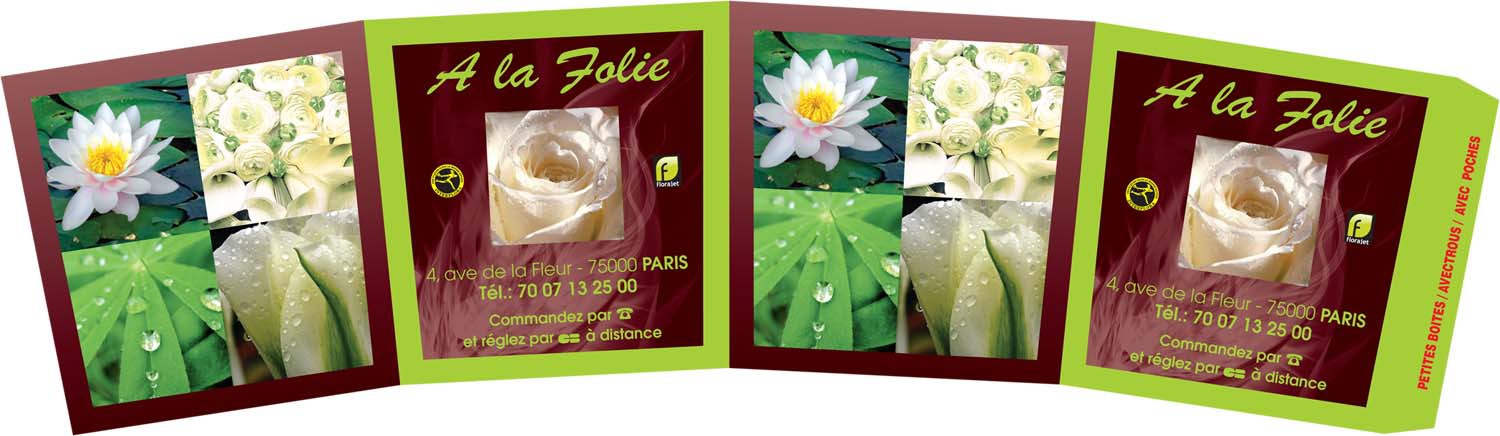 A la Folie
florajet
4, ave de la Fleur - 75000 PARIS
Tél.: 70 07 13 25 00
Commandez par ☎
et réglez par à distance
A la Folie
florajet
4, ave de la Fleur - 75000 PARIS
Tél.: 70 07 13 25 00
Commandez par ☎
et réglez par à distance
PETITES BOITES / AVECTROUS / AVEC POCHES